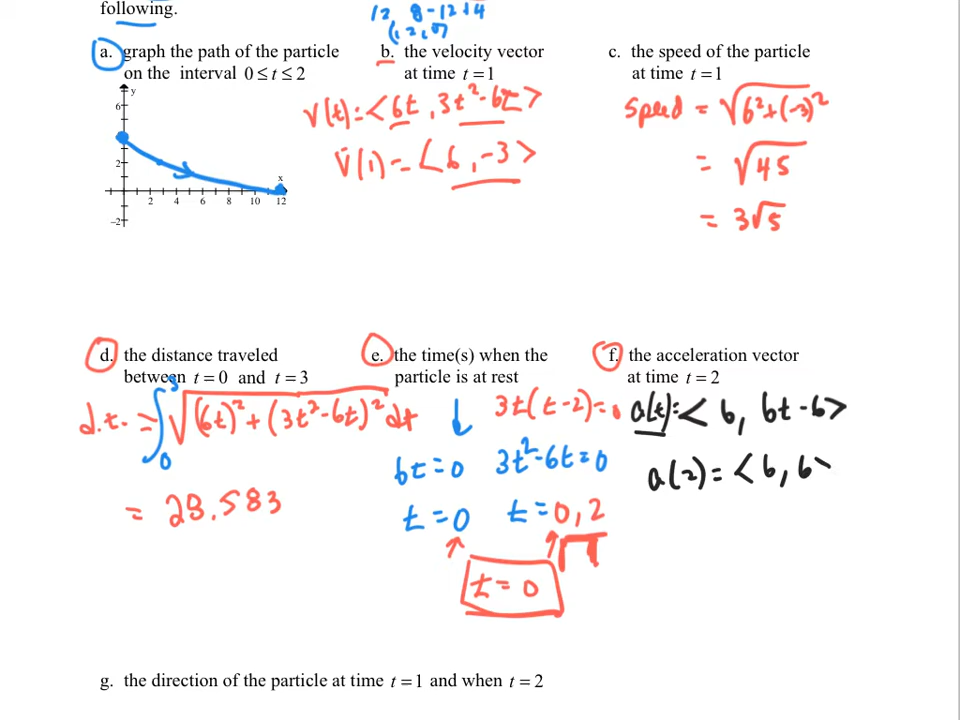 following.
12, 8 - 12 + 4
a. graph the path of the particle
on the interval 0 ≤ t ≤ 2
b. the velocity vector
at time t = 1
c. the speed of the particle
at time t = 1
y
6
2
-2
x
2 4 6 8 10 12
V(t) = <6t, 3t² - 6t>
V(1) = <6, -3>
Speed = √(6² + (-3)²)
= √45
= 3√5
d. the distance traveled
between t = 0 and t = 3
e. the time(s) when the
particle is at rest
f. the acceleration vector
at time t = 2
d.t. = ∫₀³ √((6t)² + (3t² - 6t)²) dt
= 28.583
3t(t - 2) = 0
6t = 0 3t² - 6t = 0
t = 0 t = 0, 2
t = 0
a(t) = <6, 6t - 6>
a(2) = <6, 6>
g. the direction of the particle at time t = 1 and when t = 2